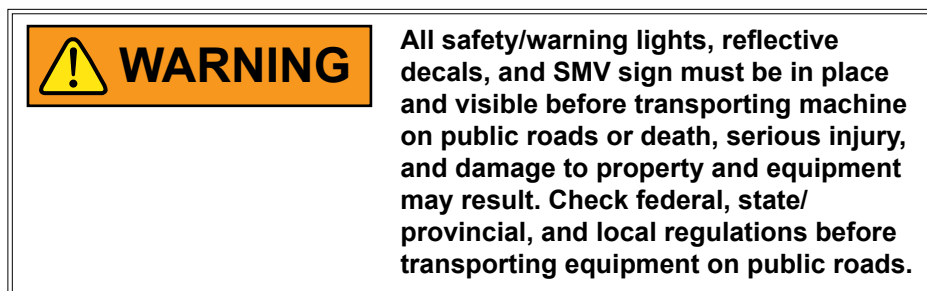 WARNING
All safety/warning lights, reflective
decals, and SMV sign must be in place
and visible before transporting machine
on public roads or death, serious injury,
and damage to property and equipment
may result. Check federal, state/
provincial, and local regulations before
transporting equipment on public roads.